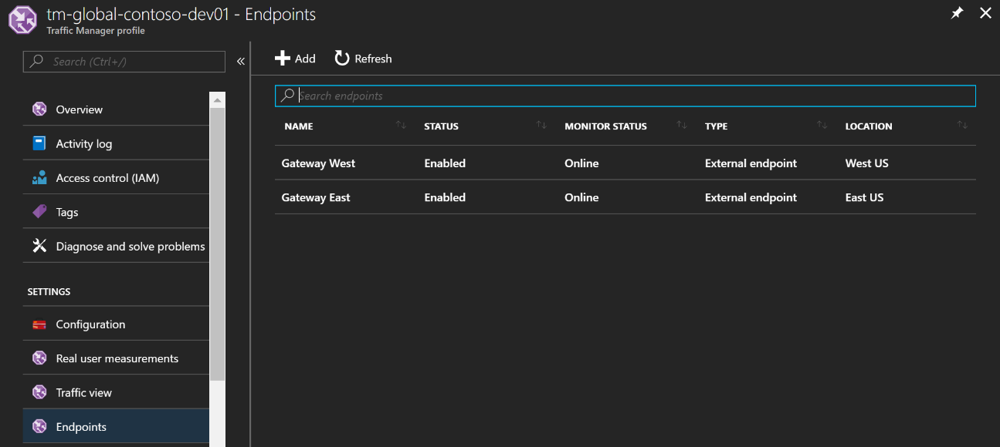 tm-global-contoso-dev01 - Endpoints
Traffic Manager profile
Search (Ctrl+/)
«
Overview
Activity log
Access control (IAM)
Tags
Diagnose and solve problems
SETTINGS
Configuration
Real user measurements
Traffic view
Endpoints
Add Refresh
Search endpoints
NAME STATUS MONITOR STATUS TYPE LOCATION
Gateway West Enabled Online External endpoint West US
Gateway East Enabled Online External endpoint East US